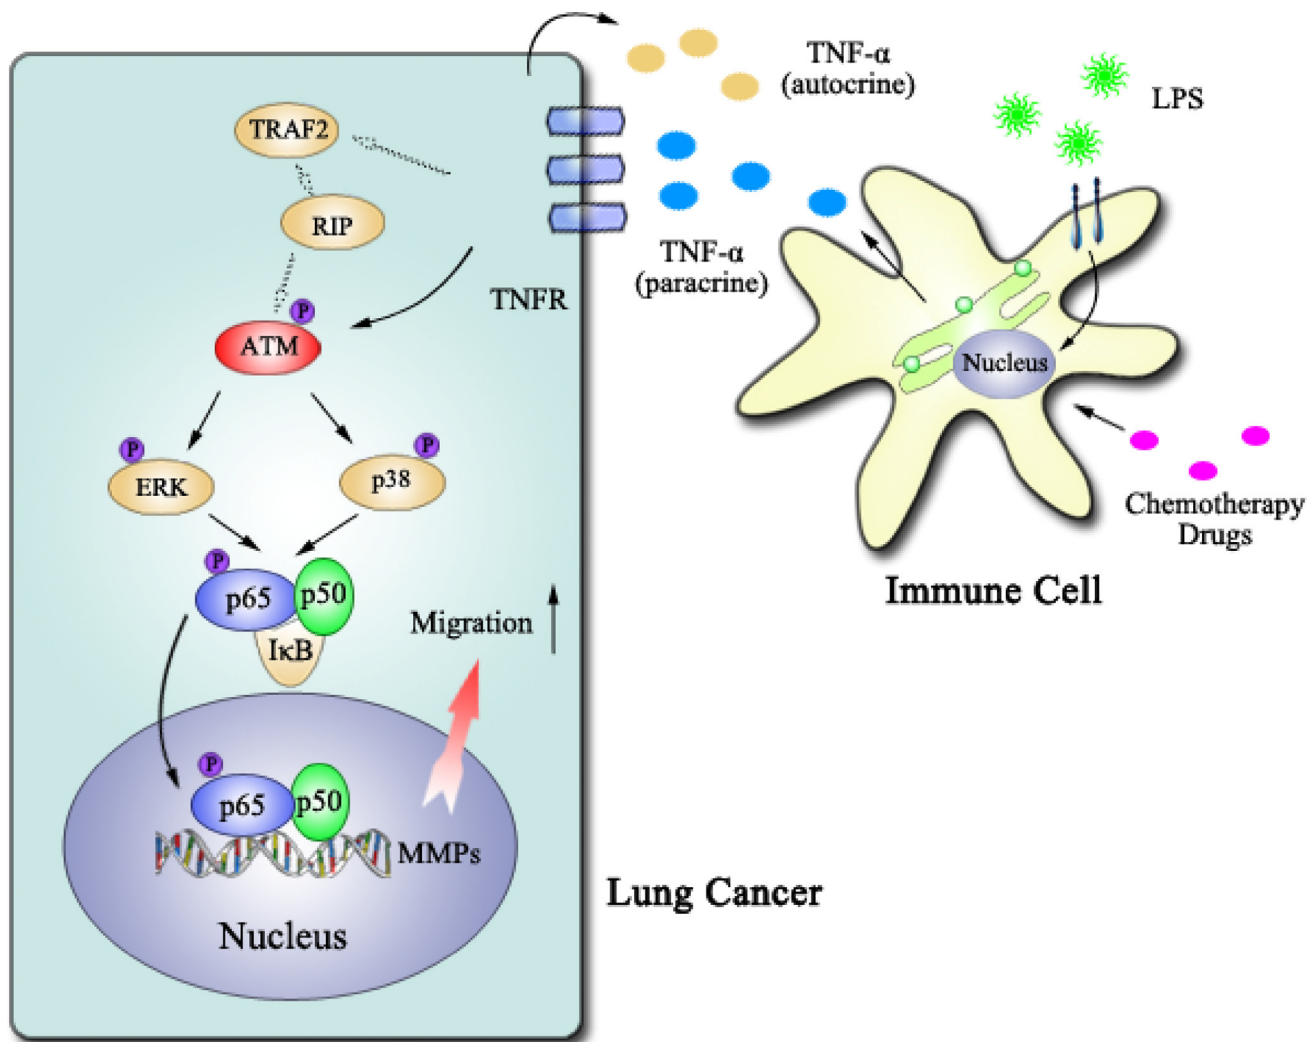 TNF-α
(autocrine)
LPS
TRAF2
RIP
TNF-α
(paracrine)
TNFR
P
ATM
Nucleus
P
ERK
P
p38
Chemotherapy
Drugs
Immune Cell
P
p65
p50
IκB
Migration
P
p65
p50
MMPs
Lung Cancer
Nucleus